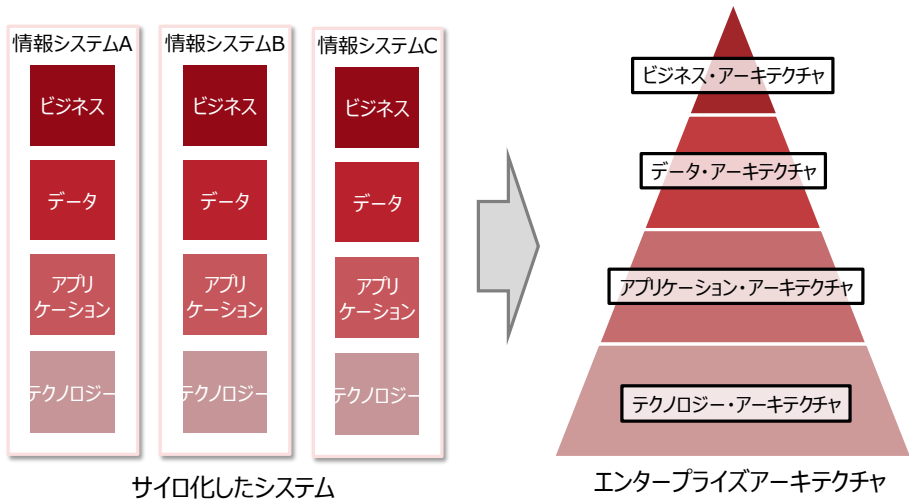 情報システムA
ビジネス
データ
アプリ
ケーション
テクノロジー
情報システムB
ビジネス
データ
アプリ
ケーション
テクノロジー
情報システムC
ビジネス
データ
アプリ
ケーション
テクノロジー
サイロ化したシステム
ビジネス・アーキテクチャ
データ・アーキテクチャ
アプリケーション・アーキテクチャ
テクノロジー・アーキテクチャ
エンタープライズアーキテクチャ